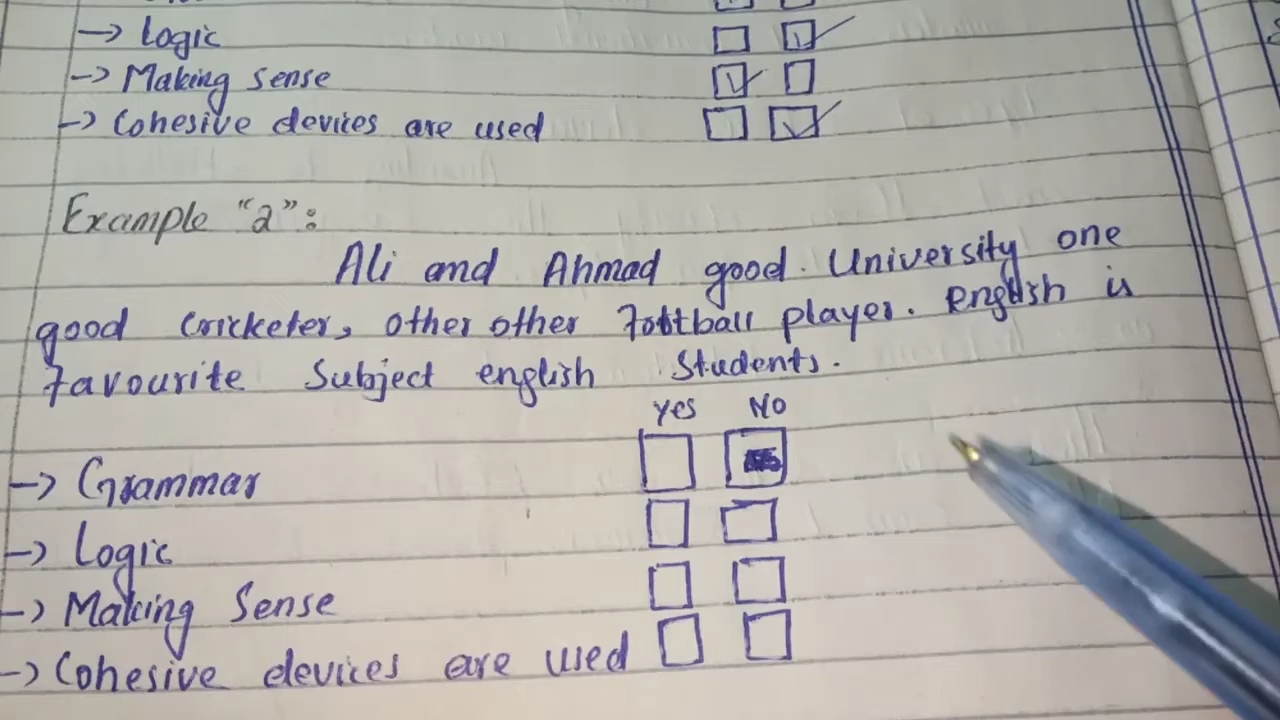 → Logic
→ Making sense
→ Cohesive devices are used
Example "2":
Ali and Ahmad good. University one
good cricketer, other other football player. English is
favourite Subject english Students.
Yes No
→ Grammar
→ Logic
→ Making Sense
→ Cohesive devices are used